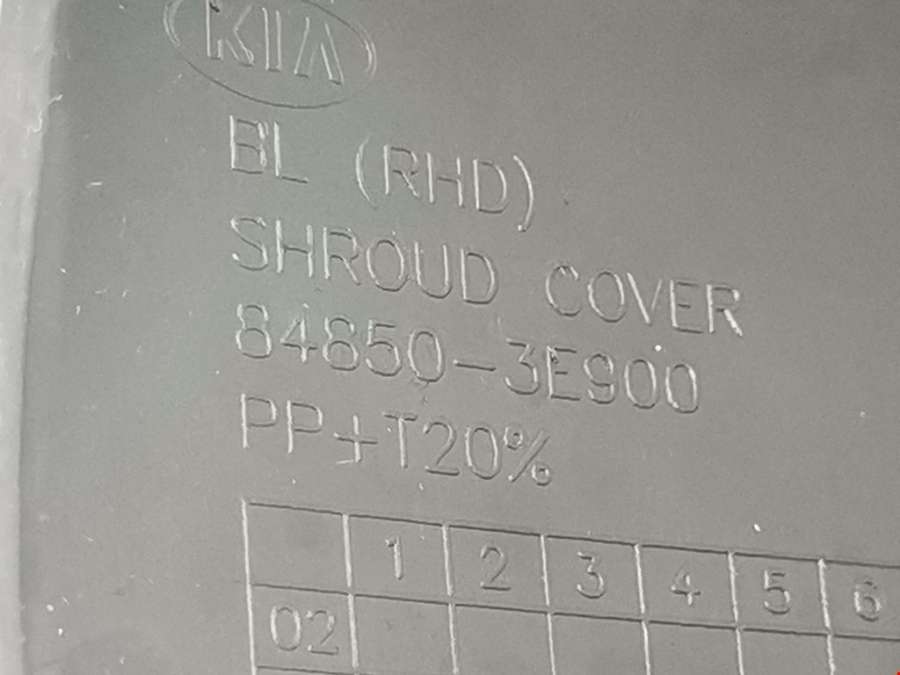 KIA
BL (RHD)
SHROUD COVER
84850-3E900
PP+T20%
1 2 3 4 5 6
02